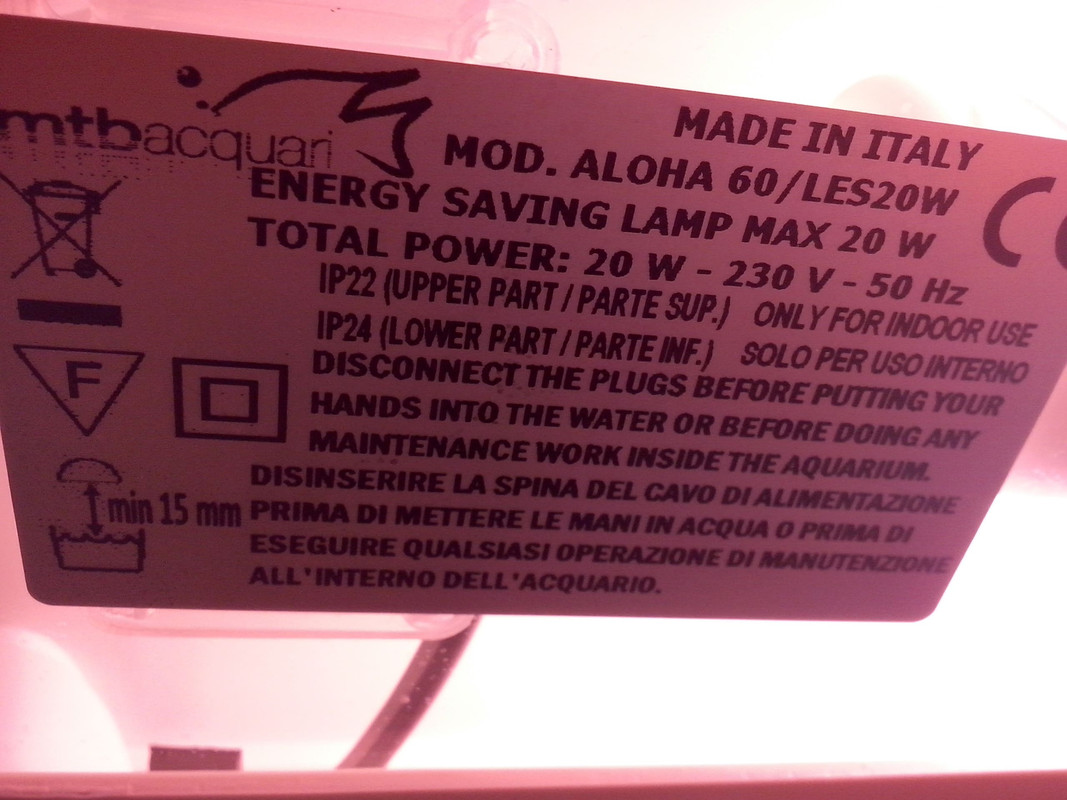 mtbacquari
MADE IN ITALY
MOD. ALOHA 60/LES20W
ENERGY SAVING LAMP MAX 20 W
TOTAL POWER: 20 W - 230 V - 50 Hz
IP22 (UPPER PART / PARTE SUP.) ONLY FOR INDOOR USE
IP24 (LOWER PART / PARTE INF.) SOLO PER USO INTERNO
DISCONNECT THE PLUGS BEFORE PUTTING YOUR
HANDS INTO THE WATER OR BEFORE DOING ANY
MAINTENANCE WORK INSIDE THE AQUARIUM.
DISINSERIRE LA SPINA DEL CAVO DI ALIMENTAZIONE
PRIMA DI METTERE LE MANI IN ACQUA O PRIMA DI
ESEGUIRE QUALSIASI OPERAZIONE DI MANUTENZIONE
ALL'INTERNO DELL'ACQUARIO.
CE
F
min 15 mm